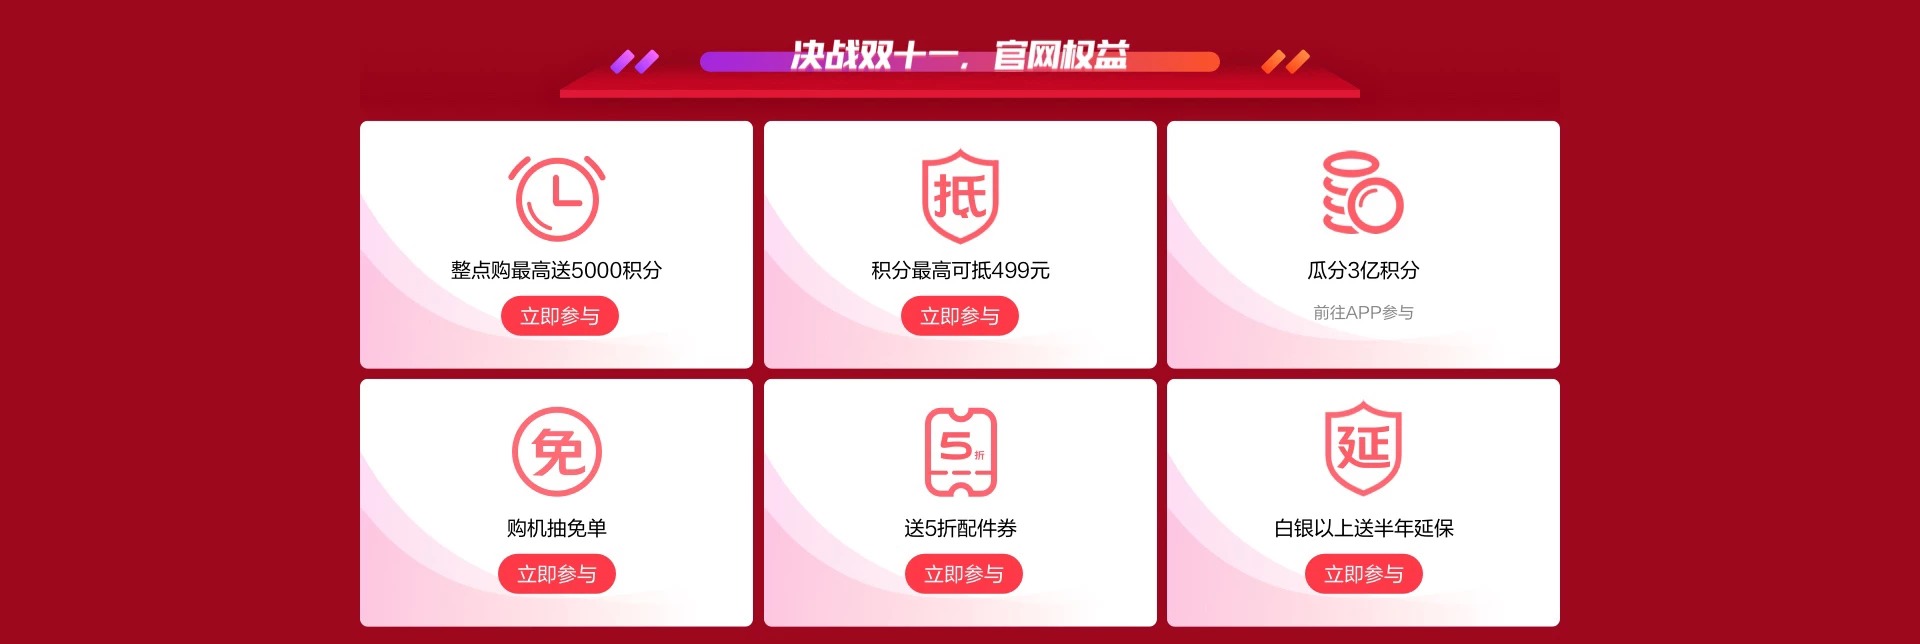 决战双十一，官网权益
抵
整点购最高送5000积分
积分最高可抵499元
瓜分3亿积分
立即参与
立即参与
前往APP参与
免
5折
延
购机抽免单
送5折配件券
白银以上送半年延保
立即参与
立即参与
立即参与